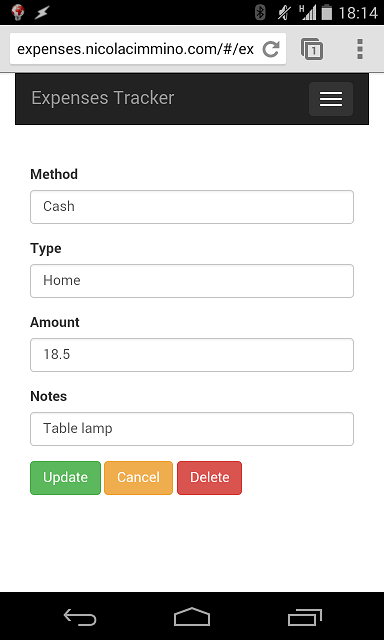 H 18:14
expenses.nicolacimmino.com/#/ex 1
Expenses Tracker
Method
Cash
Type
Home
Amount
18.5
Notes
Table lamp
Update Cancel Delete